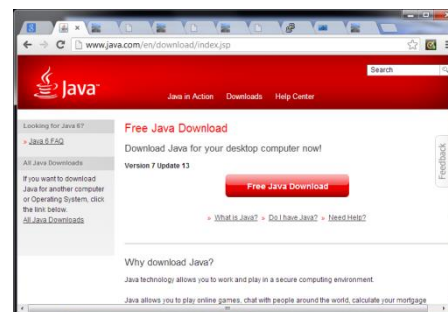 www.java.com/en/download/index.jsp
Search
Java
Java in Action Downloads Help Center
Looking for Java 6?
» Java 6 FAQ
All Java Downloads
If you want to download
Java for another computer
or Operating System, click
the link below.
All Java Downloads
Free Java Download
Download Java for your desktop computer now!
Version 7 Update 13
Free Java Download
» What is Java? » Do I have Java? » Need Help?
Why download Java?
Java technology allows you to work and play in a secure computing environment.
Java allows you to play online games, chat with people around the world, calculate your mortgage
Feedback